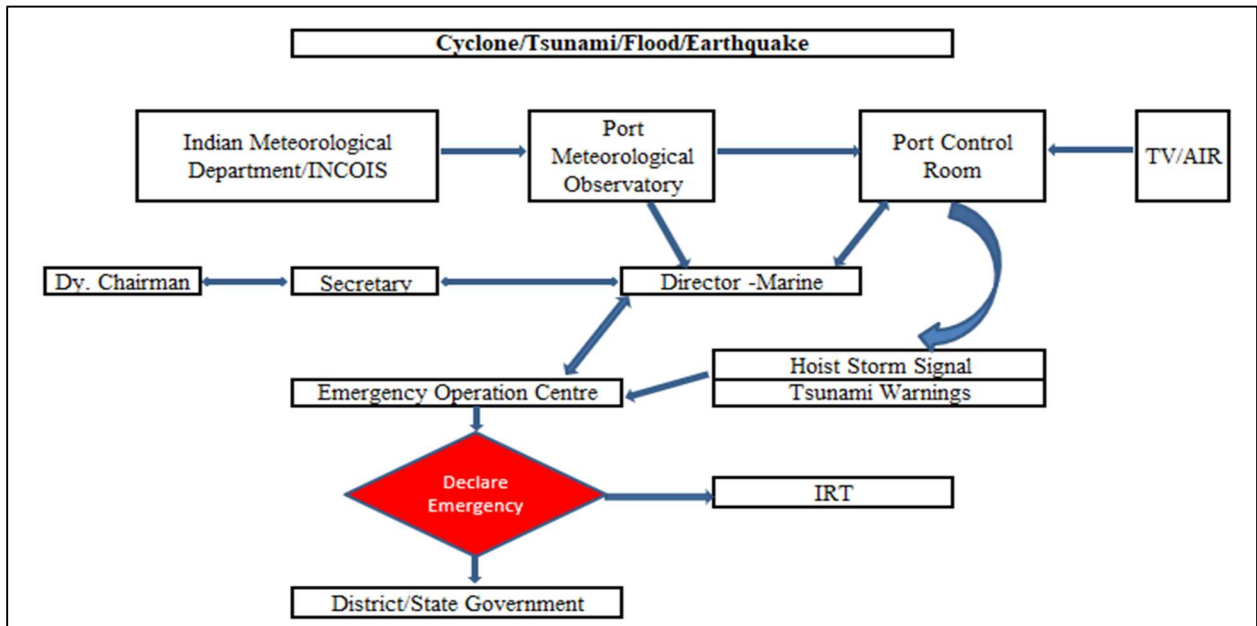 Cyclone/Tsunami/Flood/Earthquake
Indian Meteorological
Department/INCOIS
Port
Meteorological
Observatory
Port Control
Room
TV/AIR
Dy. Chairman
Secretary
Director -Marine
Hoist Storm Signal
Tsunami Warnings
Emergency Operation Centre
Declare
Emergency
IRT
District/State Government